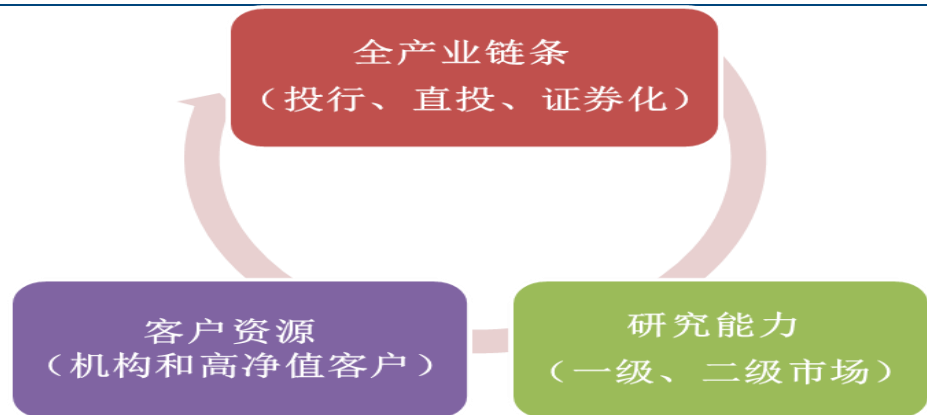 全产业链条
（投行、直投、证券化）
客户资源
（机构和高净值客户）
研究能力
（一级、二级市场）